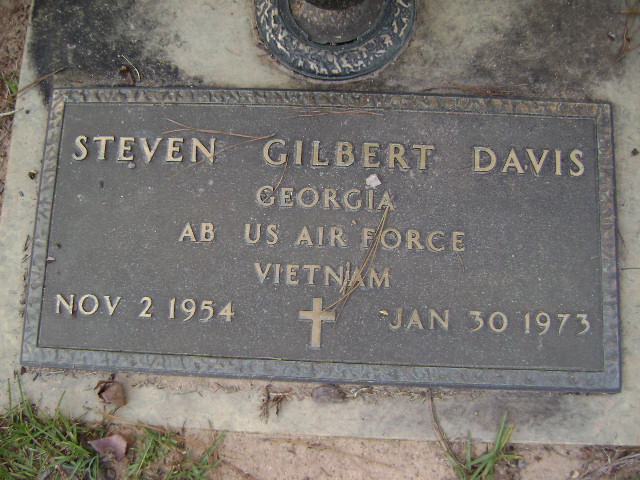 STEVEN GILBERT DAVIS
GEORGIA
AB US AIR FORCE
VIETNAM
NOV 2 1954 JAN 30 1973